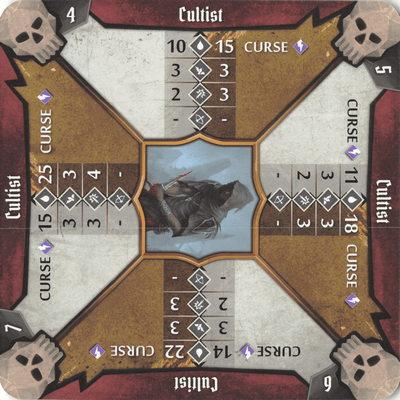 4
Cultist
10 15 CURSE
3 3
2 3
- -
5
Cultist
CURSE 11 18 CURSE
3 3
2 3
- -
6
Cultist
CURSE 14 22 CURSE
3 3
2 3
- -
7
Cultist
CURSE 15 25 CURSE
3 3
3 4
- -